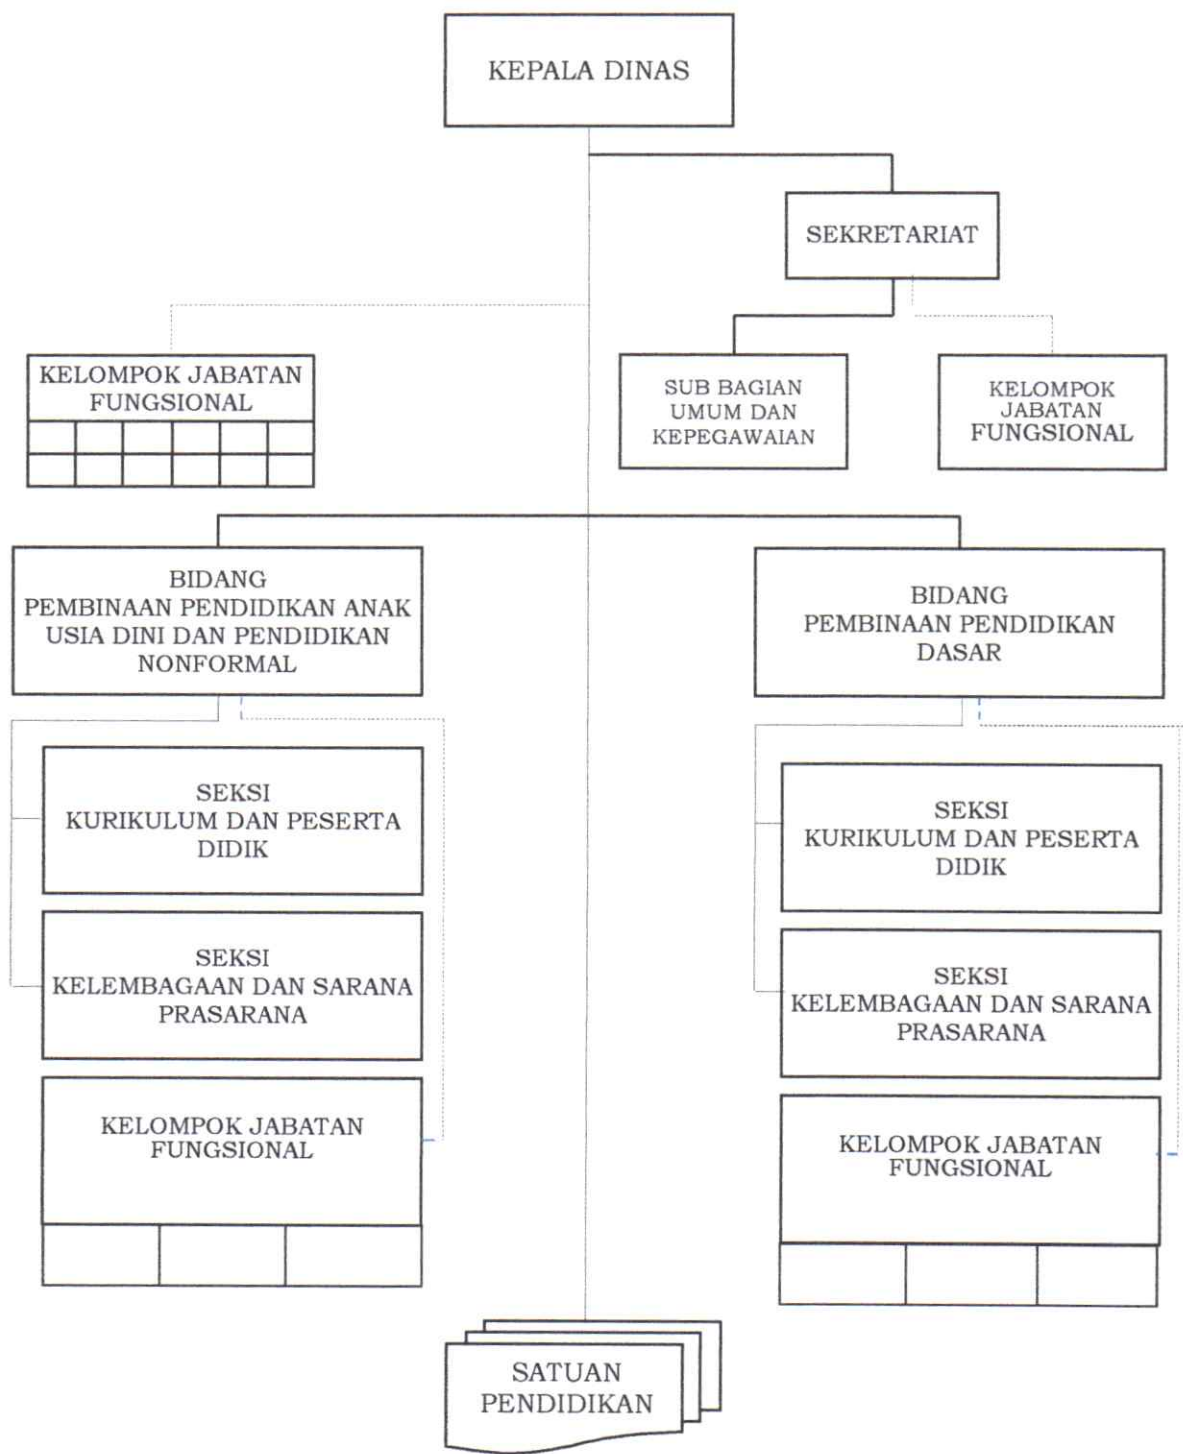 KEPALA DINAS
SEKRETARIAT
KELOMPOK JABATAN
FUNGSIONAL
SUB BAGIAN
UMUM DAN
KEPEGAWAIAN
KELOMPOK
JABATAN
FUNGSIONAL
BIDANG
PEMBINAAN PENDIDIKAN ANAK
USIA DINI DAN PENDIDIKAN
NONFORMAL
BIDANG
PEMBINAAN PENDIDIKAN
DASAR
SEKSI
KURIKULUM DAN PESERTA
DIDIK
SEKSI
KELEMBAGAAN DAN SARANA
PRASARANA
KELOMPOK JABATAN
FUNGSIONAL
SEKSI
KURIKULUM DAN PESERTA
DIDIK
SEKSI
KELEMBAGAAN DAN SARANA
PRASARANA
KELOMPOK JABATAN
FUNGSIONAL
SATUAN
PENDIDIKAN